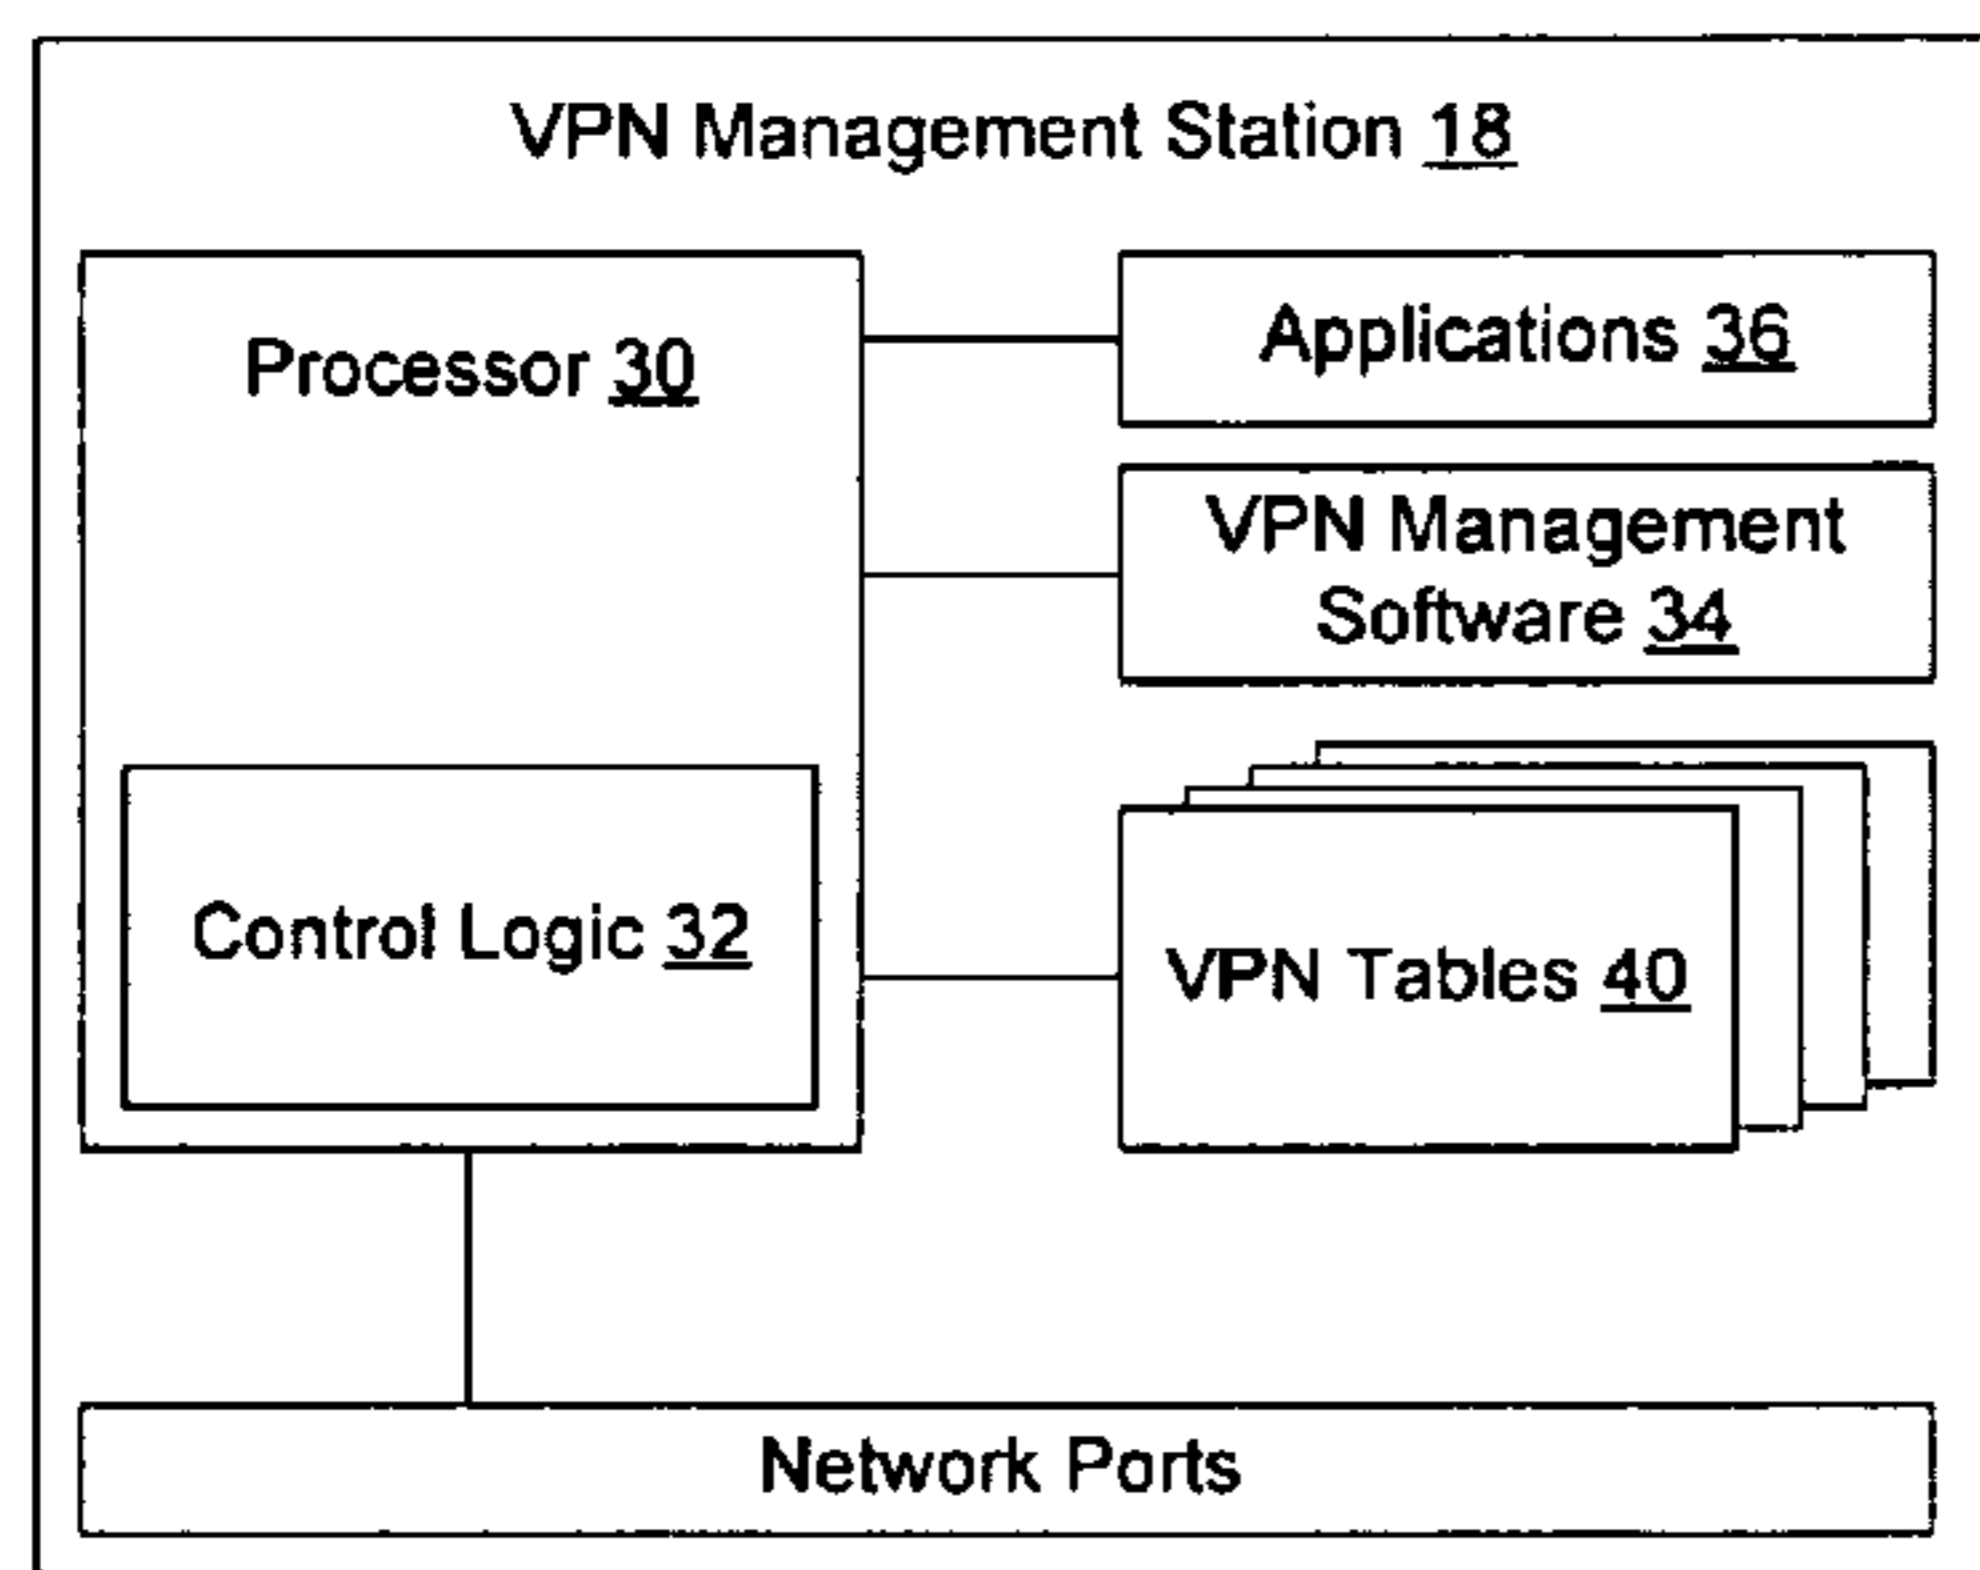 VPN Management Station 18
Processor 30
Applications 36
VPN Management
Software 34
Control Logic 32
VPN Tables 40
Network Ports